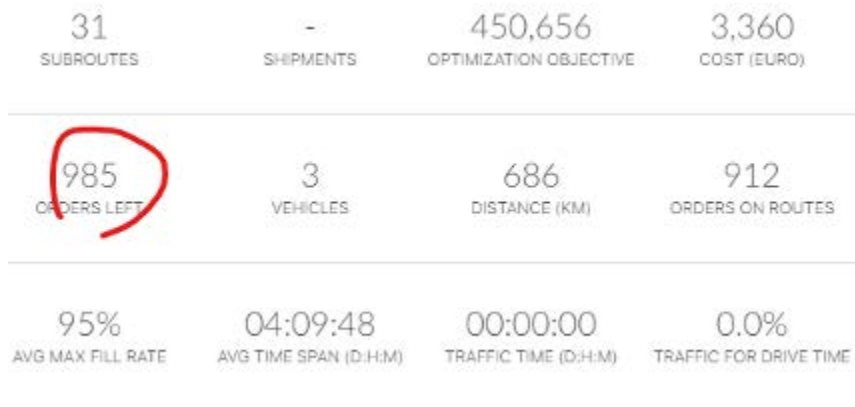 31 - 450,656 3,360
SUBROUTES SHIPMENTS OPTIMIZATION OBJECTIVE COST (EURO)
985 3 686 912
ORDERS LEFT VEHICLES DISTANCE (KM) ORDERS ON ROUTES
95% 04:09:48 00:00:00 0.0%
AVG MAX FILL RATE AVG TIME SPAN (D:H:M) TRAFFIC TIME (D:H:M) TRAFFIC FOR DRIVE TIME